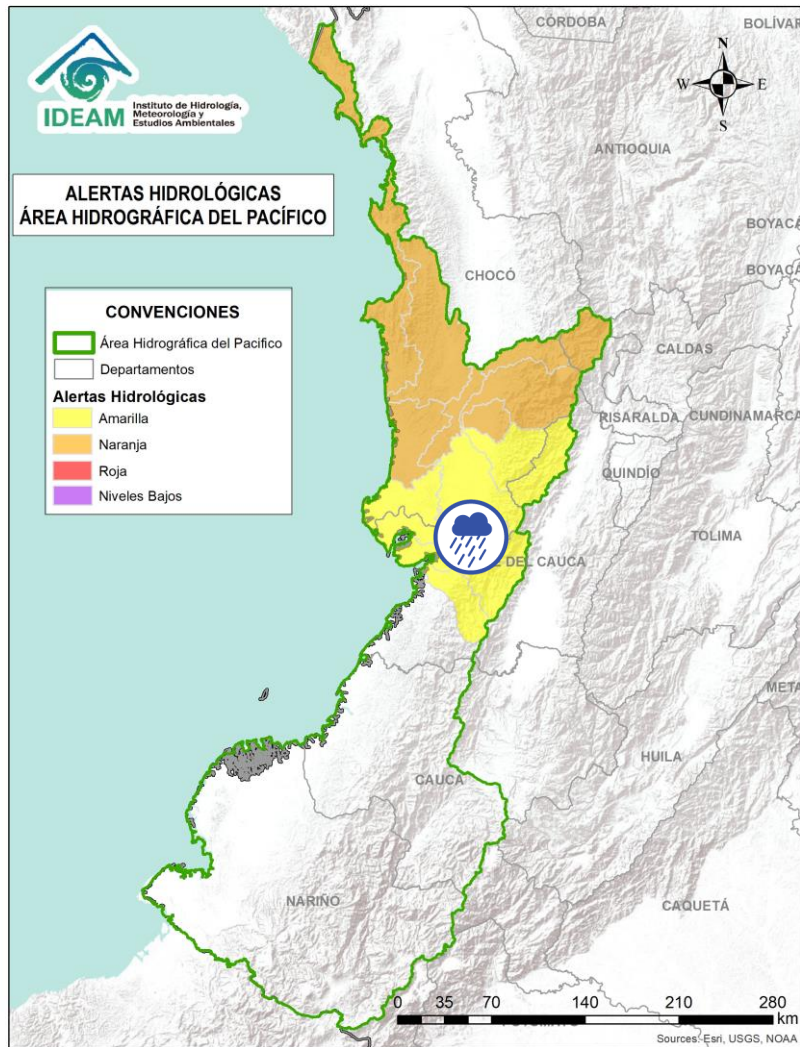 IDEAM
Instituto de Hidrología,
Meteorología y
Estudios Ambientales
ALERTAS HIDROLÓGICAS
ÁREA HIDROGRÁFICA DEL PACÍFICO
CONVENCIONES
Área Hidrográfica del Pacifico
Departamentos
Alertas Hidrológicas
Amarilla
Naranja
Roja
Niveles Bajos
N
W E
S
CÓRDOBA
BOLÍVAR
ANTIOQUIA
BOYACÁ
BOYACÁ
CHOCÓ
CALDAS
RISARALDA
CUNDINAMARCA
QUINDÍO
TOLIMA
DEL CAUCA
META
HUILA
CAUCA
NARIÑO
CAQUETÁ
0 35 70 140 210 280
km
Sources: Esri, USGS, NOAA